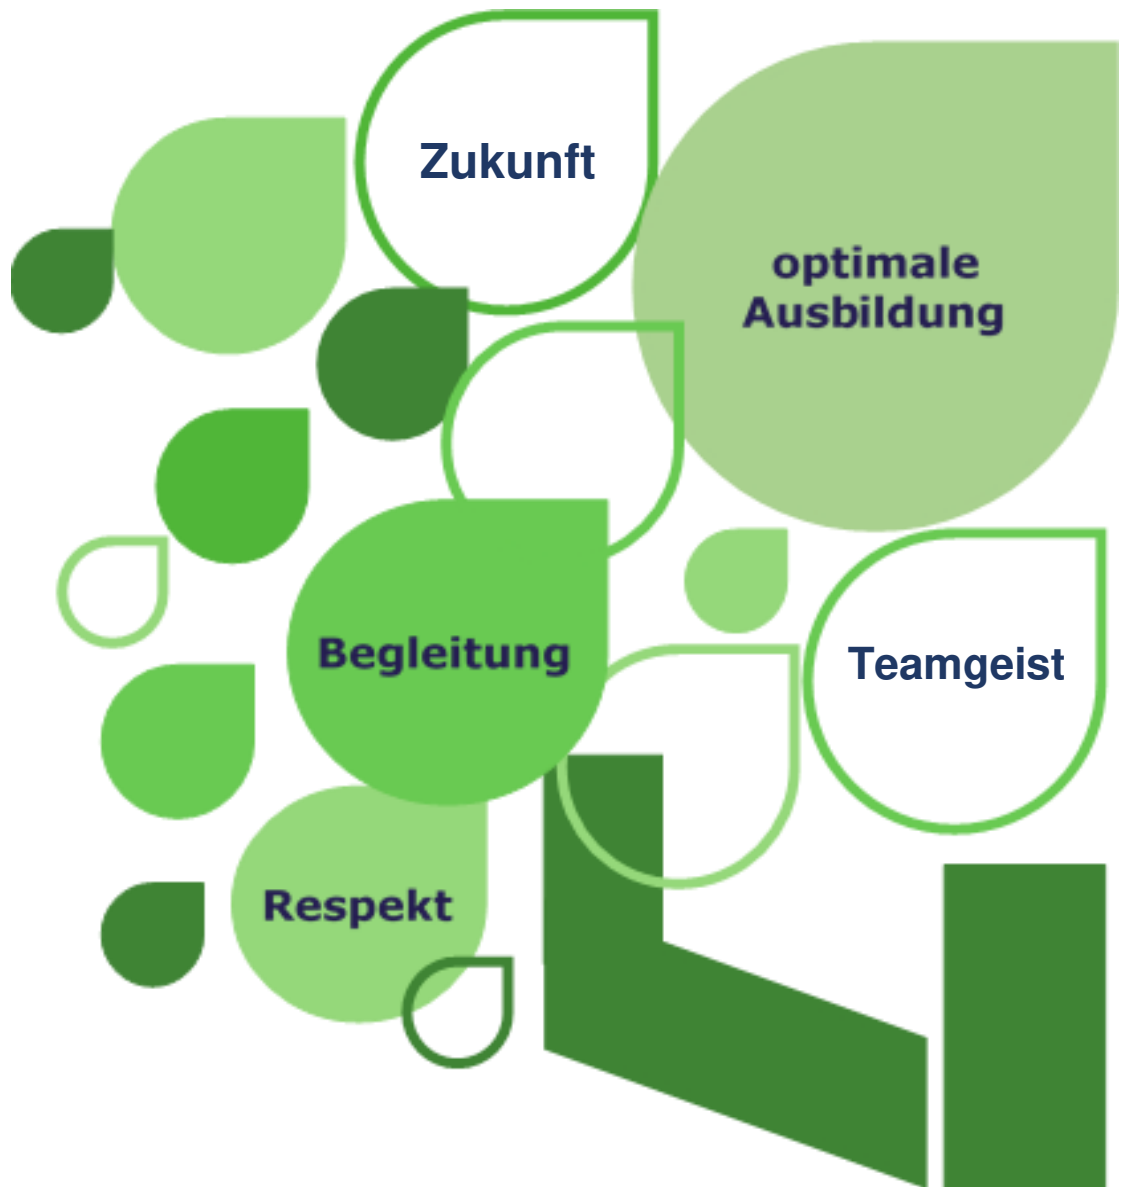 Zukunft
optimale
Ausbildung
Begleitung
Teamgeist
Respekt